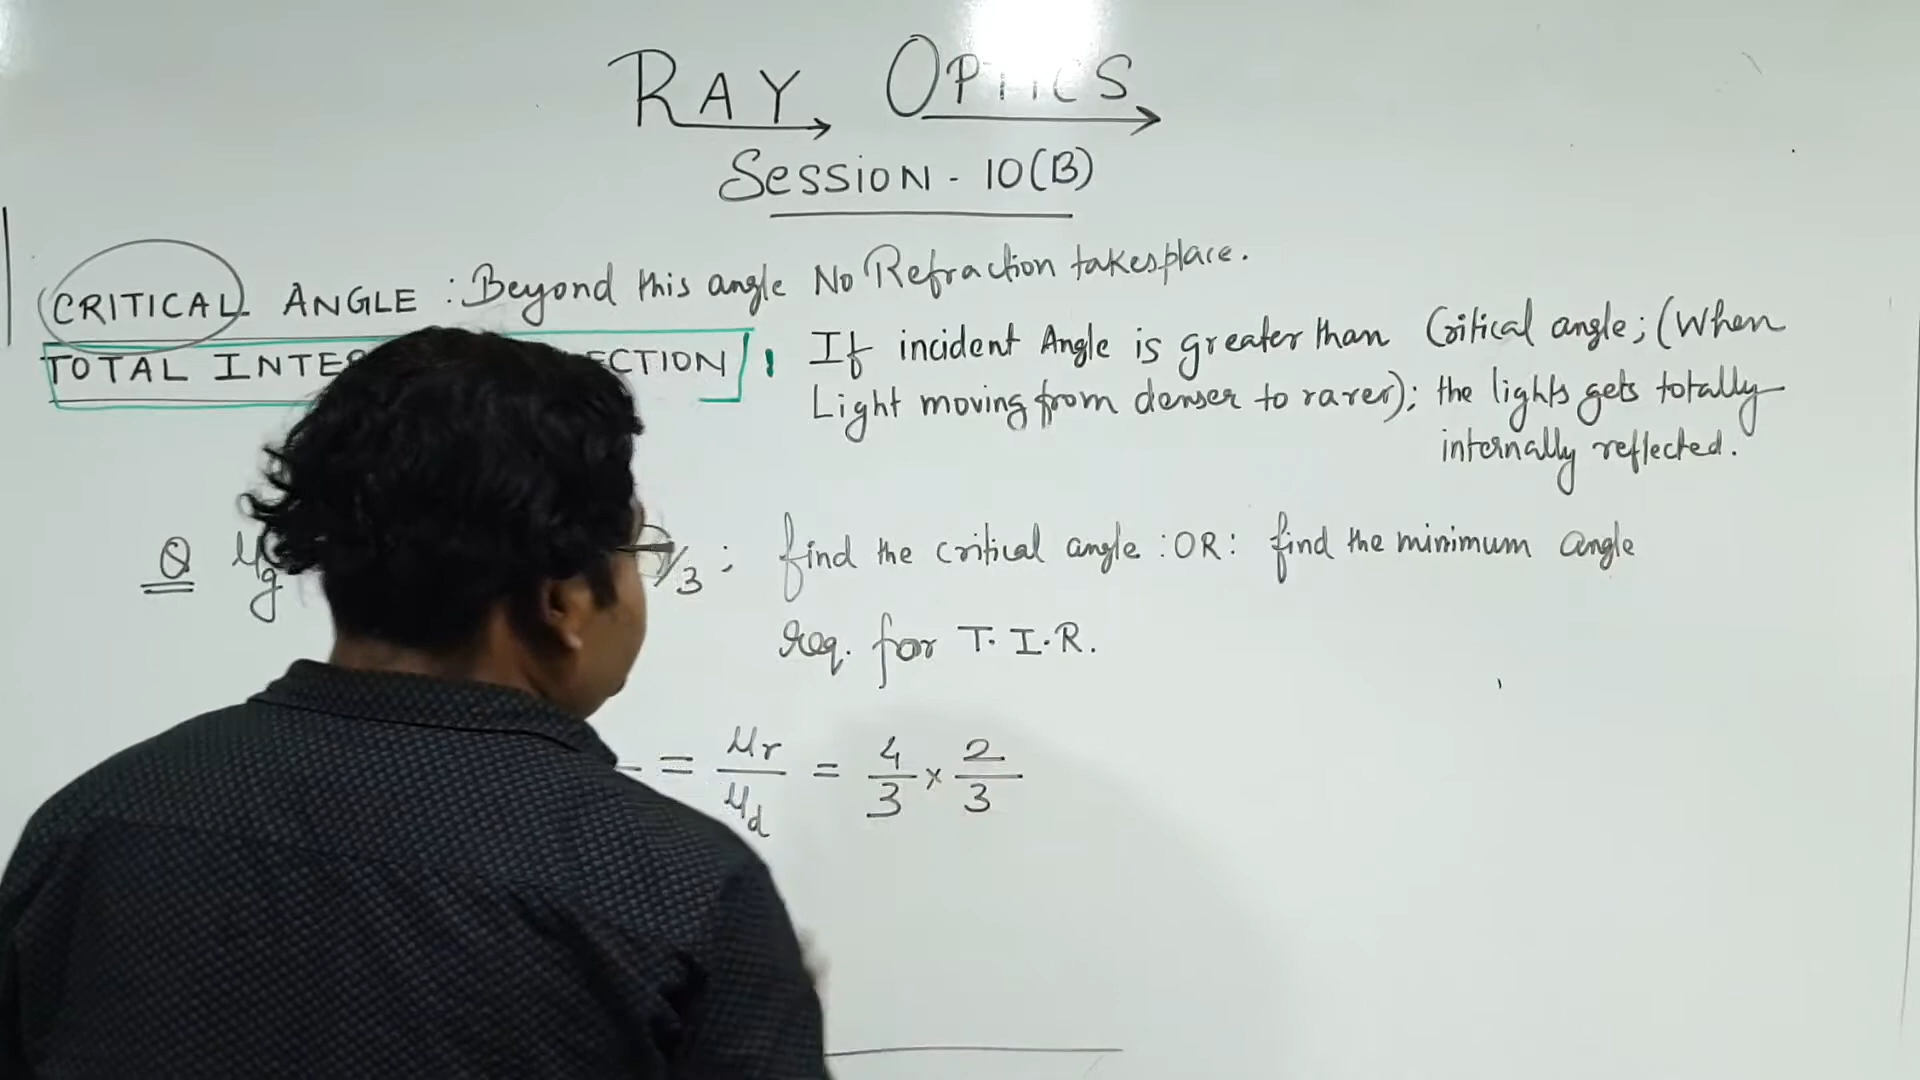 RAY OPTICS
SESSION - 10(B)
CRITICAL ANGLE : Beyond this angle No Refraction takesplace.
TOTAL INTE ECTION : If incident Angle is greater than Critical angle; (When
Light moving from denser to rarer); the lights gets totally
internally reflected.
Q μg /3 ; find the critical angle : OR : find the minimum angle
req. for T.I.R.
= μr/μd = 4/3 × 2/3